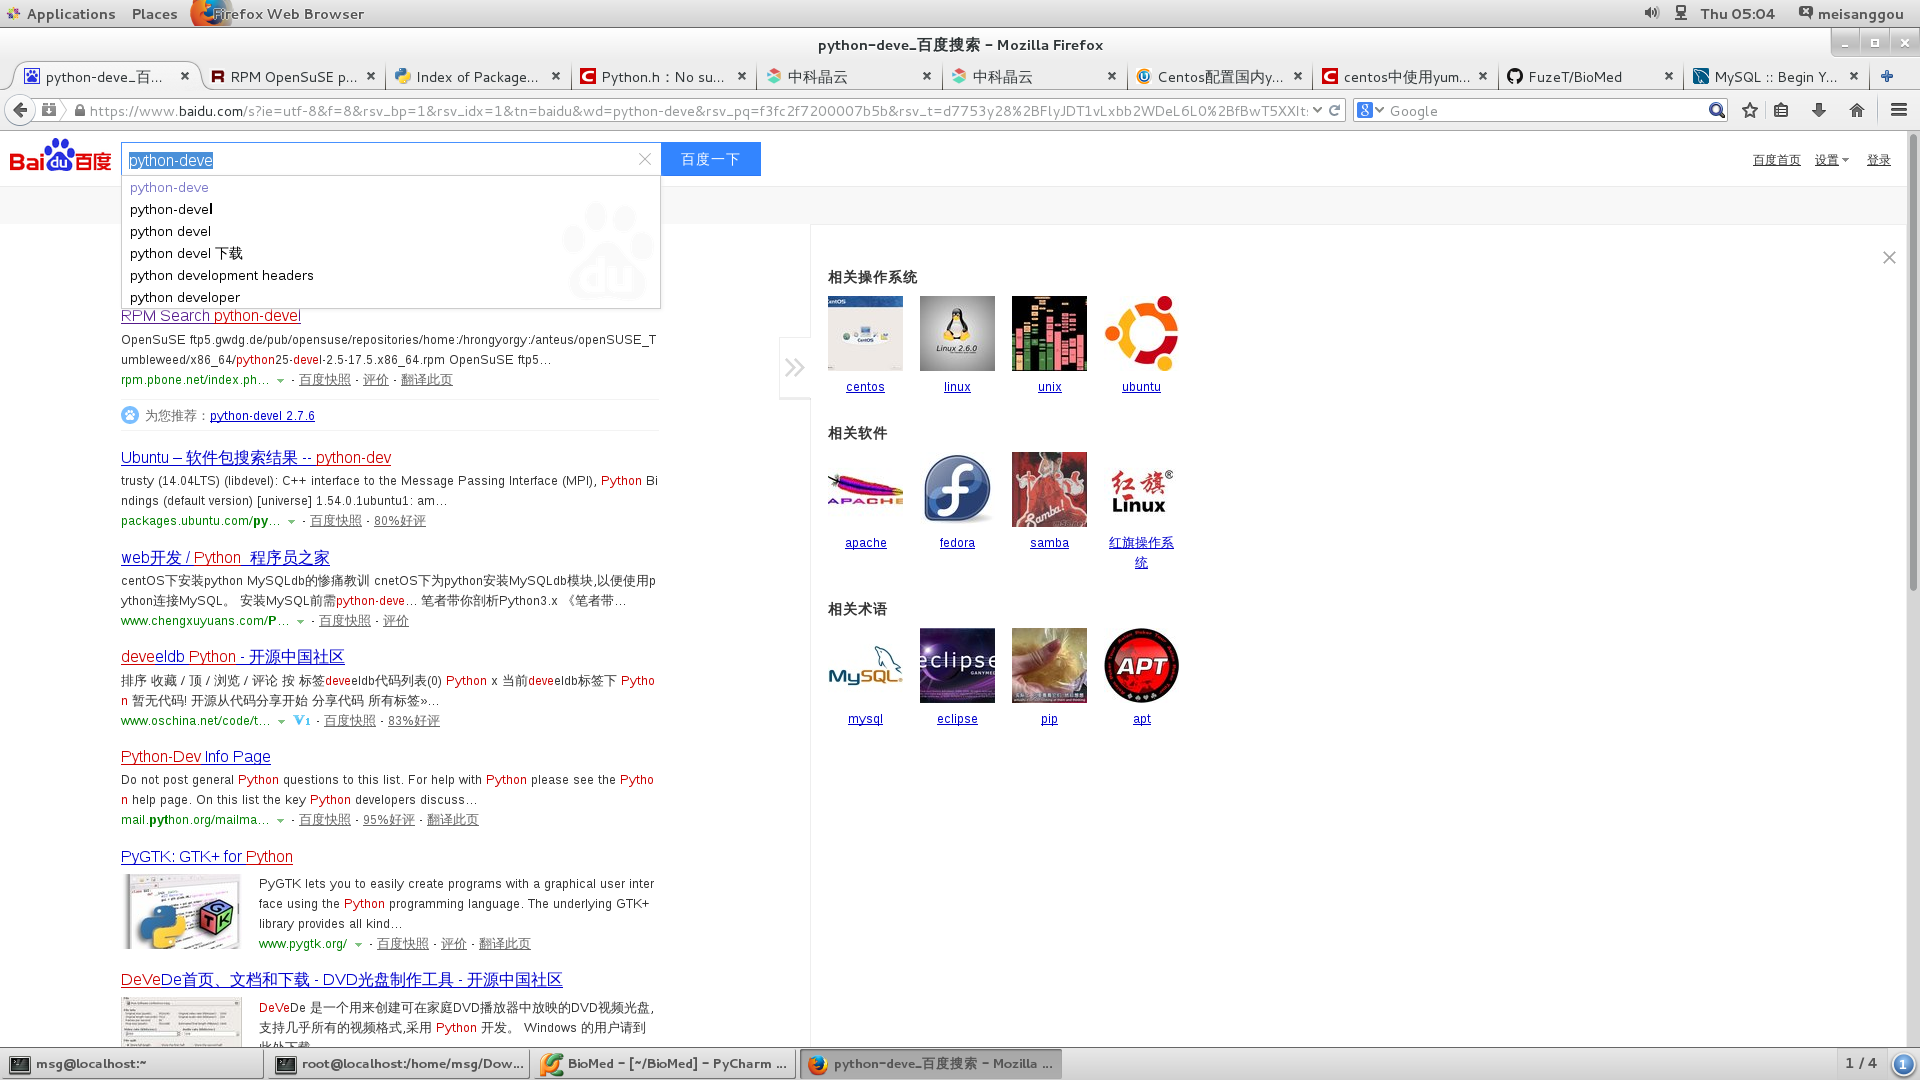 Applications Places Firefox Web Browser Thu 05:04 meisanggou
python-deve_百度搜索 - Mozilla Firefox
python-deve_百... RPM OpenSuSE p... Index of Package... Python.h：No su... 中科晶云 中科晶云 Centos配置国内y... centos中使用yum... FuzeT/BioMed MySQL :: Begin Y...
https://www.baidu.com/s?ie=utf-8&f=8&rsv_bp=1&rsv_idx=1&tn=baidu&wd=python-deve&rsv_pq=f3fc2f7200007b5b&rsv_t=d7753y28%2BFlyJDT1vLxbb2WDeL6L0%2BfBwT5XXIt: Google
Bai du 百度 python-deve 百度一下 百度首页 设置 登录
python-deve
python-devel
python devel
python devel 下载
python development headers
python developer
RPM Search python-devel
OpenSuSE ftp5.gwdg.de/pub/opensuse/repositories/home:/hrongyorgy:/anteus/openSUSE_T
umbleweed/x86_64/python25-devel-2.5-17.5.x86_64.rpm OpenSuSE ftp5...
rpm.pbone.net/index.ph... - 百度快照 - 评价 - 翻译此页
为您推荐：python-devel 2.7.6
Ubuntu – 软件包搜索结果 -- python-dev
trusty (14.04LTS) (libdevel): C++ interface to the Message Passing Interface (MPI), Python Bi
ndings (default version) [universe] 1.54.0.1ubuntu1: am...
packages.ubuntu.com/py... - 百度快照 - 80%好评
web开发 / Python 程序员之家
centOS下安装python MySQLdb的惨痛教训 cnetOS下为python安装MySQLdb模块,以便使用p
ython连接MySQL。 安装MySQL前需python-deve... 笔者带你剖析Python3.x 《笔者带...
www.chengxuyuans.com/P... - 百度快照 - 评价
deveeldb Python - 开源中国社区
排序 收藏 / 顶 / 浏览 / 评论 按 标签deveeldb代码列表(0) Python x 当前deveeldb标签下 Pytho
n 暂无代码! 开源从代码分享开始 分享代码 所有标签»...
www.oschina.net/code/t... V1 - 百度快照 - 83%好评
Python-Dev Info Page
Do not post general Python questions to this list. For help with Python please see the Pytho
n help page. On this list the key Python developers discuss...
mail.python.org/mailma... - 百度快照 - 95%好评 - 翻译此页
PyGTK: GTK+ for Python
PyGTK lets you to easily create programs with a graphical user inter
face using the Python programming language. The underlying GTK+
library provides all kind...
www.pygtk.org/ - 百度快照 - 评价 - 翻译此页
DeVeDe首页、文档和下载 - DVD光盘制作工具 - 开源中国社区
DeVeDe 是一个用来创建可在家庭DVD播放器中放映的DVD视频光盘,
支持几乎所有的视频格式,采用 Python 开发。 Windows 的用户请到
此处下载
相关操作系统
CentOS Linux 2.6.0
centos linux unix ubuntu
相关软件
APACHE Samba! 红旗® Linux
apache fedora samba 红旗操作系
统
相关术语
MySQL eclipse GANYMED APT
mysql eclipse pip apt
msg@localhost:~ root@localhost:/home/msg/Dow... BioMed - [~/BioMed] - PyCharm ... python-deve_百度搜索 - Mozilla ... 1 / 4 1